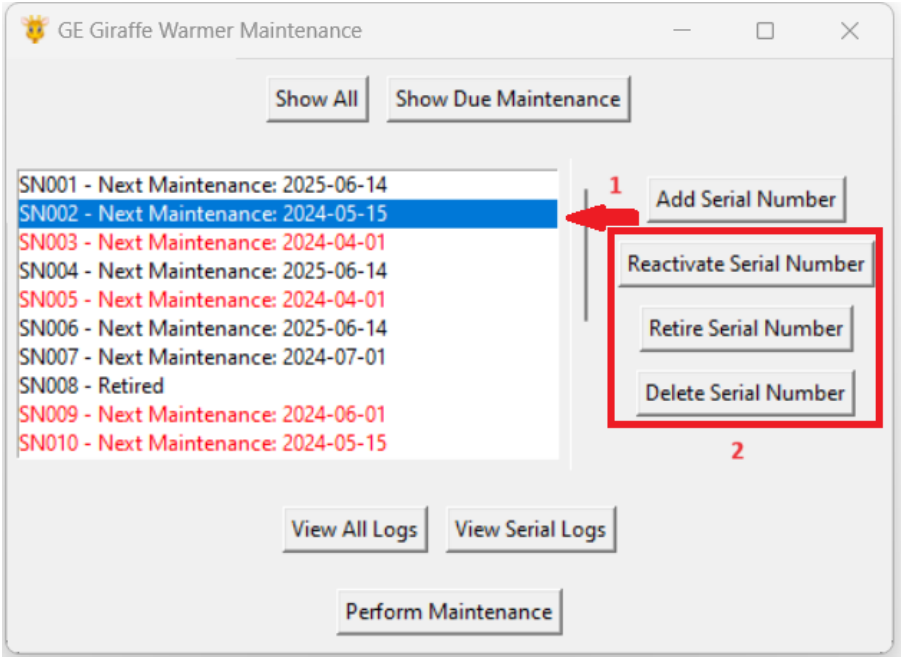 GE Giraffe Warmer Maintenance
Show All
Show Due Maintenance
SN001 - Next Maintenance: 2025-06-14
SN002 - Next Maintenance: 2024-05-15
SN003 - Next Maintenance: 2024-04-01
SN004 - Next Maintenance: 2025-06-14
SN005 - Next Maintenance: 2024-04-01
SN006 - Next Maintenance: 2025-06-14
SN007 - Next Maintenance: 2024-07-01
SN008 - Retired
SN009 - Next Maintenance: 2024-06-01
SN010 - Next Maintenance: 2024-05-15
1
Add Serial Number
Reactivate Serial Number
Retire Serial Number
Delete Serial Number
2
View All Logs
View Serial Logs
Perform Maintenance